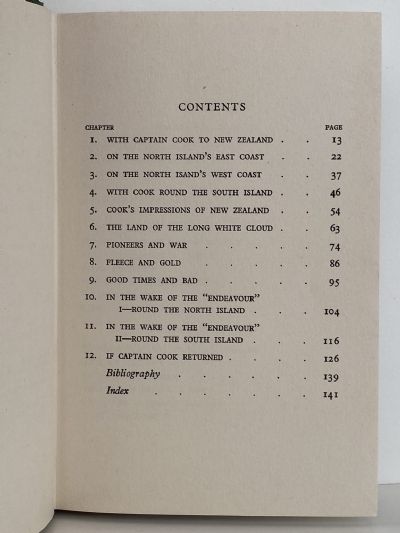 CONTENTS
CHAPTER PAGE
1. WITH CAPTAIN COOK TO NEW ZEALAND . . 13
2. ON THE NORTH ISLAND'S EAST COAST . . 22
3. ON THE NORTH ISAND'S WEST COAST . . 37
4. WITH COOK ROUND THE SOUTH ISLAND . . 46
5. COOK'S IMPRESSIONS OF NEW ZEALAND . . 54
6. THE LAND OF THE LONG WHITE CLOUD . . 63
7. PIONEERS AND WAR . . . . . 74
8. FLEECE AND GOLD . . . . . 86
9. GOOD TIMES AND BAD . . . . . 95
10. IN THE WAKE OF THE "ENDEAVOUR"
I—ROUND THE NORTH ISLAND . . . 104
11. IN THE WAKE OF THE "ENDEAVOUR"
II—ROUND THE SOUTH ISLAND . . . 116
12. IF CAPTAIN COOK RETURNED . . . . 126
Bibliography . . . . . . 139
Index . . . . . . . 141